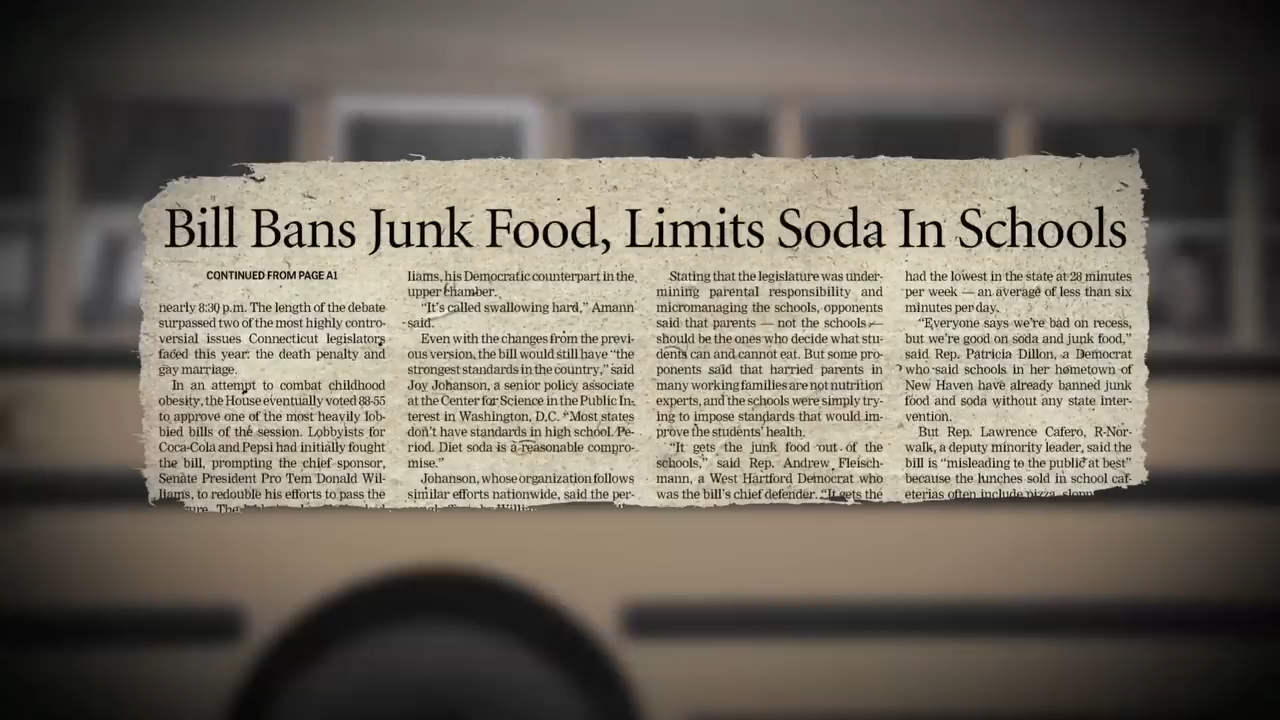 Bill Bans Junk Food, Limits Soda In Schools
CONTINUED FROM PAGE A1
nearly 8:30 p.m. The length of the debate
surpassed two of the most highly contro-
versial issues Connecticut legislators
faced this year: the death penalty and
gay marriage.
In an attempt to combat childhood
obesity, the House eventually voted 88-55
to approve one of the most heavily lob-
bied bills of the session. Lobbyists for
Coca-Cola and Pepsi had initially fought
the bill, prompting the chief sponsor,
Senate President Pro Tem Donald Wil-
liams, to redouble his efforts to pass the
The
liams, his Democratic counterpart in the
upper chamber.
“It's called swallowing hard,” Amann
said.
Even with the changes from the previ-
ous version, the bill would still have “the
strongest standards in the country,” said
Joy Johanson, a senior policy associate
at the Center for Science in the Public In-
terest in Washington, D.C. “Most states
don't have standards in high school. Pe-
riod. Diet soda is a reasonable compro-
mise.”
Johanson, whose organization follows
similar efforts nationwide, said the per-
Stating that the legislature was under-
mining parental responsibility and
micromanaging the schools, opponents
said that parents — not the schools —
should be the ones who decide what stu-
dents can and cannot eat. But some pro-
ponents said that harried parents in
many working families are not nutrition
experts, and the schools were simply try-
ing to impose standards that would im-
prove the students' health.
“It gets the junk food out of the
schools,” said Rep. Andrew Fleisch-
mann, a West Hartford Democrat who
was the bill's chief defender. “It gets the
had the lowest in the state at 28 minutes
per week — an average of less than six
minutes per day.
“Everyone says we're bad on recess,
but we're good on soda and junk food,”
said Rep. Patricia Dillon, a Democrat
who said schools in her hometown of
New Haven have already banned junk
food and soda without any state inter-
vention.
But Rep. Lawrence Cafero, R-Nor-
walk, a deputy minority leader, said the
bill is “misleading to the public at best”
because the lunches sold in school caf-
eterias often include pizza,